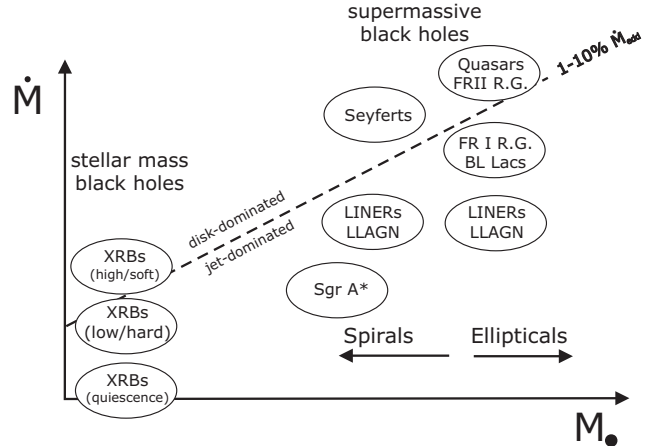 supermassive
black holes
1-10% Ṁedd
Quasars
FRII R.G.
Ṁ
Seyferts
FR I R.G.
BL Lacs
stellar mass
black holes
disk-dominated
jet-dominated
LINERs
LLAGN
LINERs
LLAGN
XRBs
(high/soft)
Sgr A*
XRBs
(low/hard)
Spirals
Ellipticals
XRBs
(quiescence)
M●